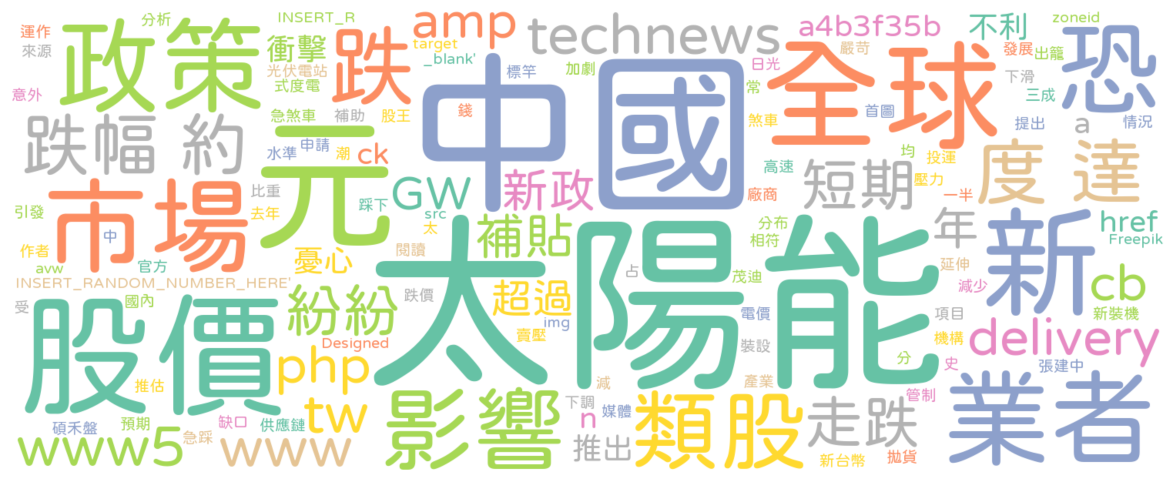 運作 分析 INSERT_R amp technews a4b3f35b 不利 zoneid
來源 政策 衝擊 跌 target 日光 嚴苛 發展 出籠 恐
光伏電站 _blank' 標竿 加劇 全球 下滑 三成
意外 式度電 中國 常
跌幅 約 急煞車 補助 股王 錢 煞車 首圖 提出 情況
元 水準 申請 潮 ck 短期 均 投運 a 度 達
市場 比重 踩下 GW 新政 高速 壓力
引發 去年 src 廠商 一半 年 新 href
作者 中 太 補貼 分布 Freepik
avw 官方 憂心 閱讀 太陽能 相符 延伸 cb
INSERT_RANDOM_NUMBER_HERE' 超過 占 茂迪 減少
受 國內 紛紛 跌價 img 電價 項目 新裝機
股價 Designed 賣壓 裝設 機構 delivery
推估 php 分 史 張建中
碩禾盤 預期 缺口 tw 影響 減 產業 管制 業者
供應鏈 下調 n 媒體 類股 走跌
www5 急踩 www 推出 新台幣 拋貨